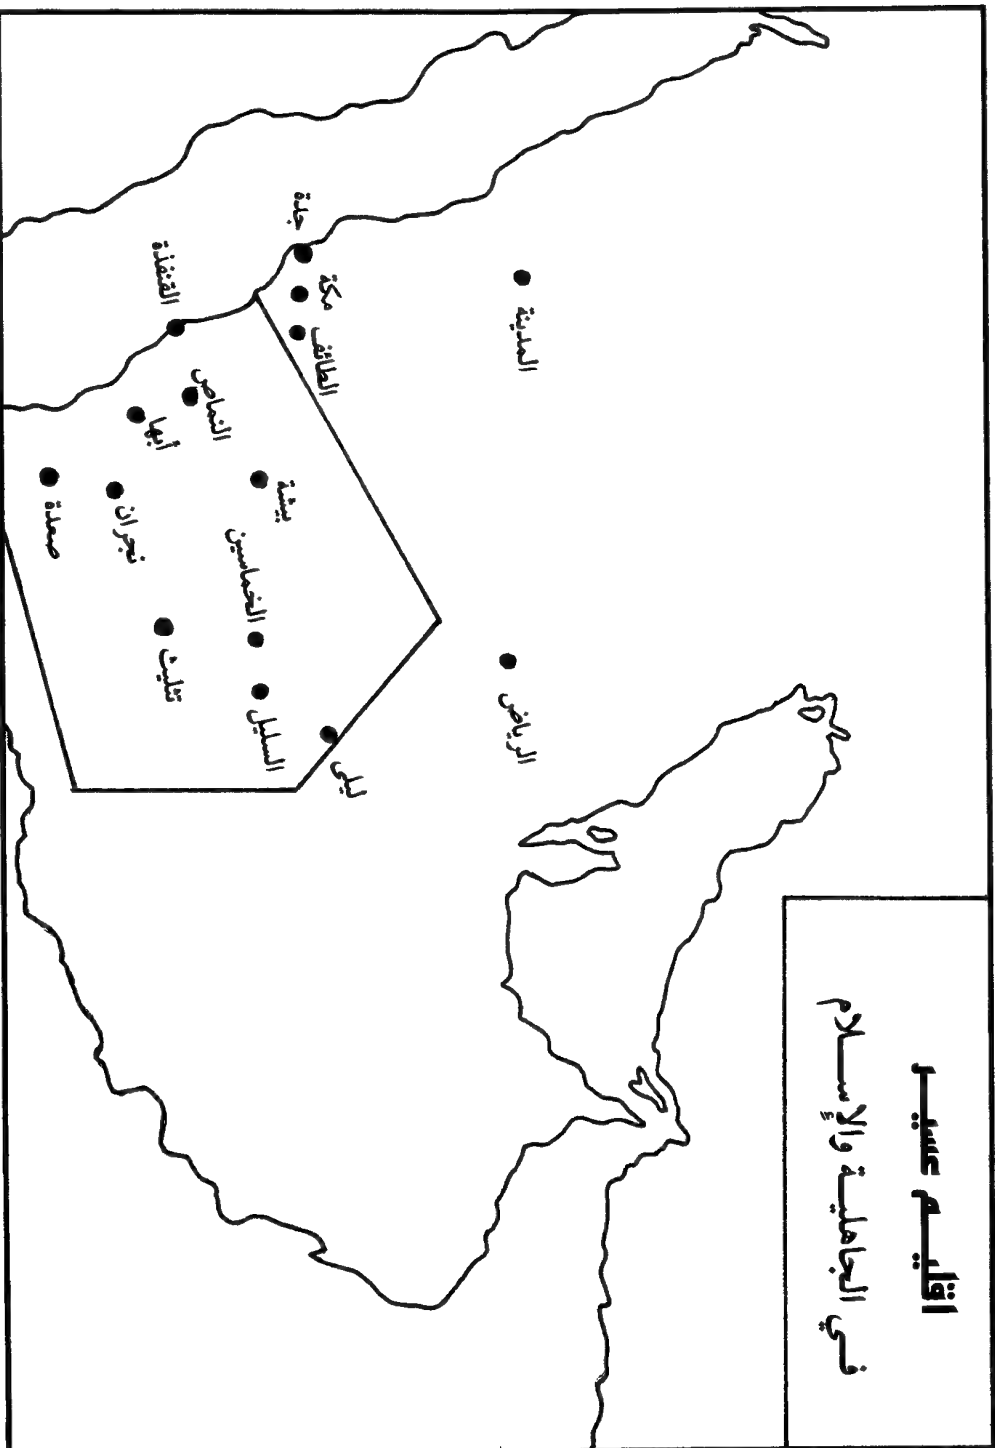 اقليم عسير
في الجاهلية والإسلام
المدينة
جدة
مكة
الطائف
القنفذة
النماص
أبها
بيشة
نجران
صعدة
الخماسين
السليل
تثليث
ليلى
الرياض